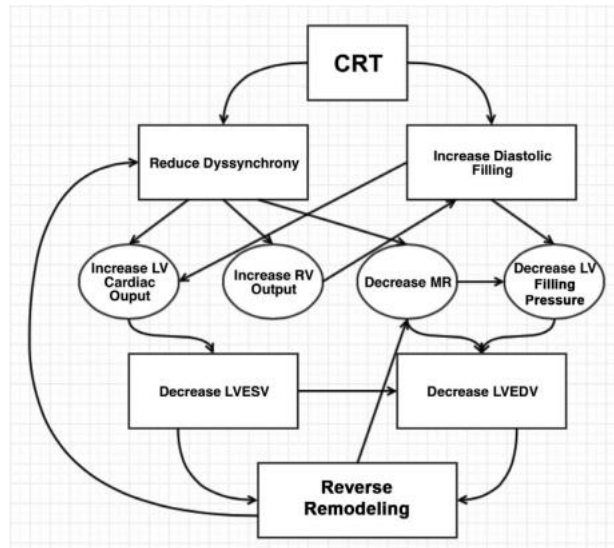 CRT
Reduce Dyssynchrony
Increase Diastolic
Filling
Increase LV
Cardiac
Ouput
Increase RV
Output
Decrease MR
Decrease LV
Filling
Pressure
Decrease LVESV
Decrease LVEDV
Reverse
Remodeling